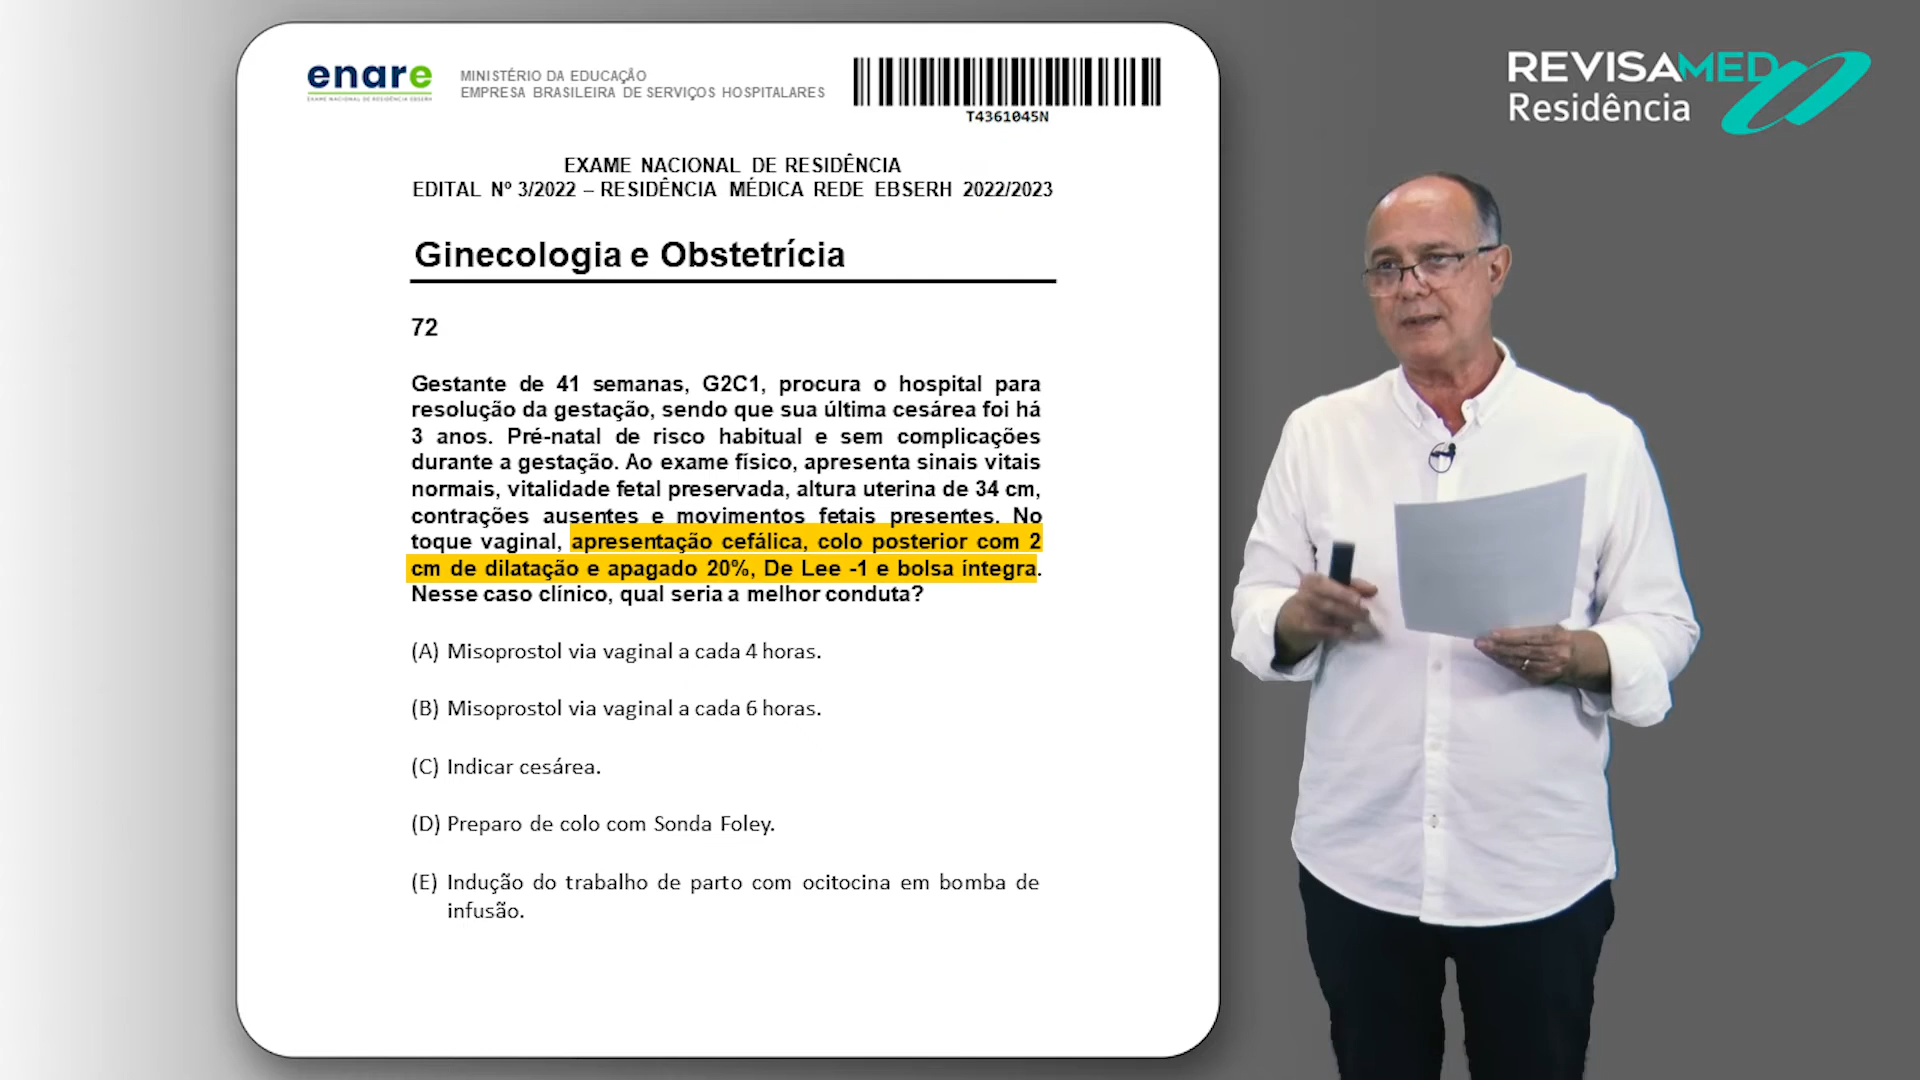 enare
EXAME NACIONAL DE RESIDÊNCIA EBSERH
MINISTÉRIO DA EDUCAÇÃO
EMPRESA BRASILEIRA DE SERVIÇOS HOSPITALARES
T4361045N
REVISAMED
Residência
EXAME NACIONAL DE RESIDÊNCIA
EDITAL Nº 3/2022 – RESIDÊNCIA MÉDICA REDE EBSERH 2022/2023
Ginecologia e Obstetrícia
72
Gestante de 41 semanas, G2C1, procura o hospital para
resolução da gestação, sendo que sua última cesárea foi há
3 anos. Pré-natal de risco habitual e sem complicações
durante a gestação. Ao exame físico, apresenta sinais vitais
normais, vitalidade fetal preservada, altura uterina de 34 cm,
contrações ausentes e movimentos fetais presentes. No
toque vaginal, apresentação cefálica, colo posterior com 2
cm de dilatação e apagado 20%, De Lee -1 e bolsa íntegra.
Nesse caso clínico, qual seria a melhor conduta?
(A) Misoprostol via vaginal a cada 4 horas.
(B) Misoprostol via vaginal a cada 6 horas.
(C) Indicar cesárea.
(D) Preparo de colo com Sonda Foley.
(E) Indução do trabalho de parto com ocitocina em bomba de
infusão.